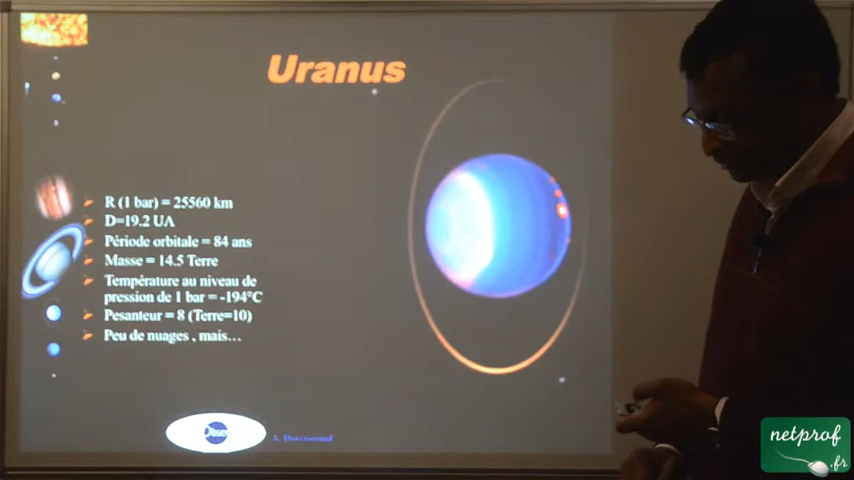 Uranus
R (1 bar) = 25560 km
D=19.2 UA
Période orbitale = 84 ans
Masse = 14.5 Terre
Température au niveau de
pression de 1 bar = -194°C
Pesanteur = 8 (Terre=10)
Peu de nuages , mais...
netprof
.fr